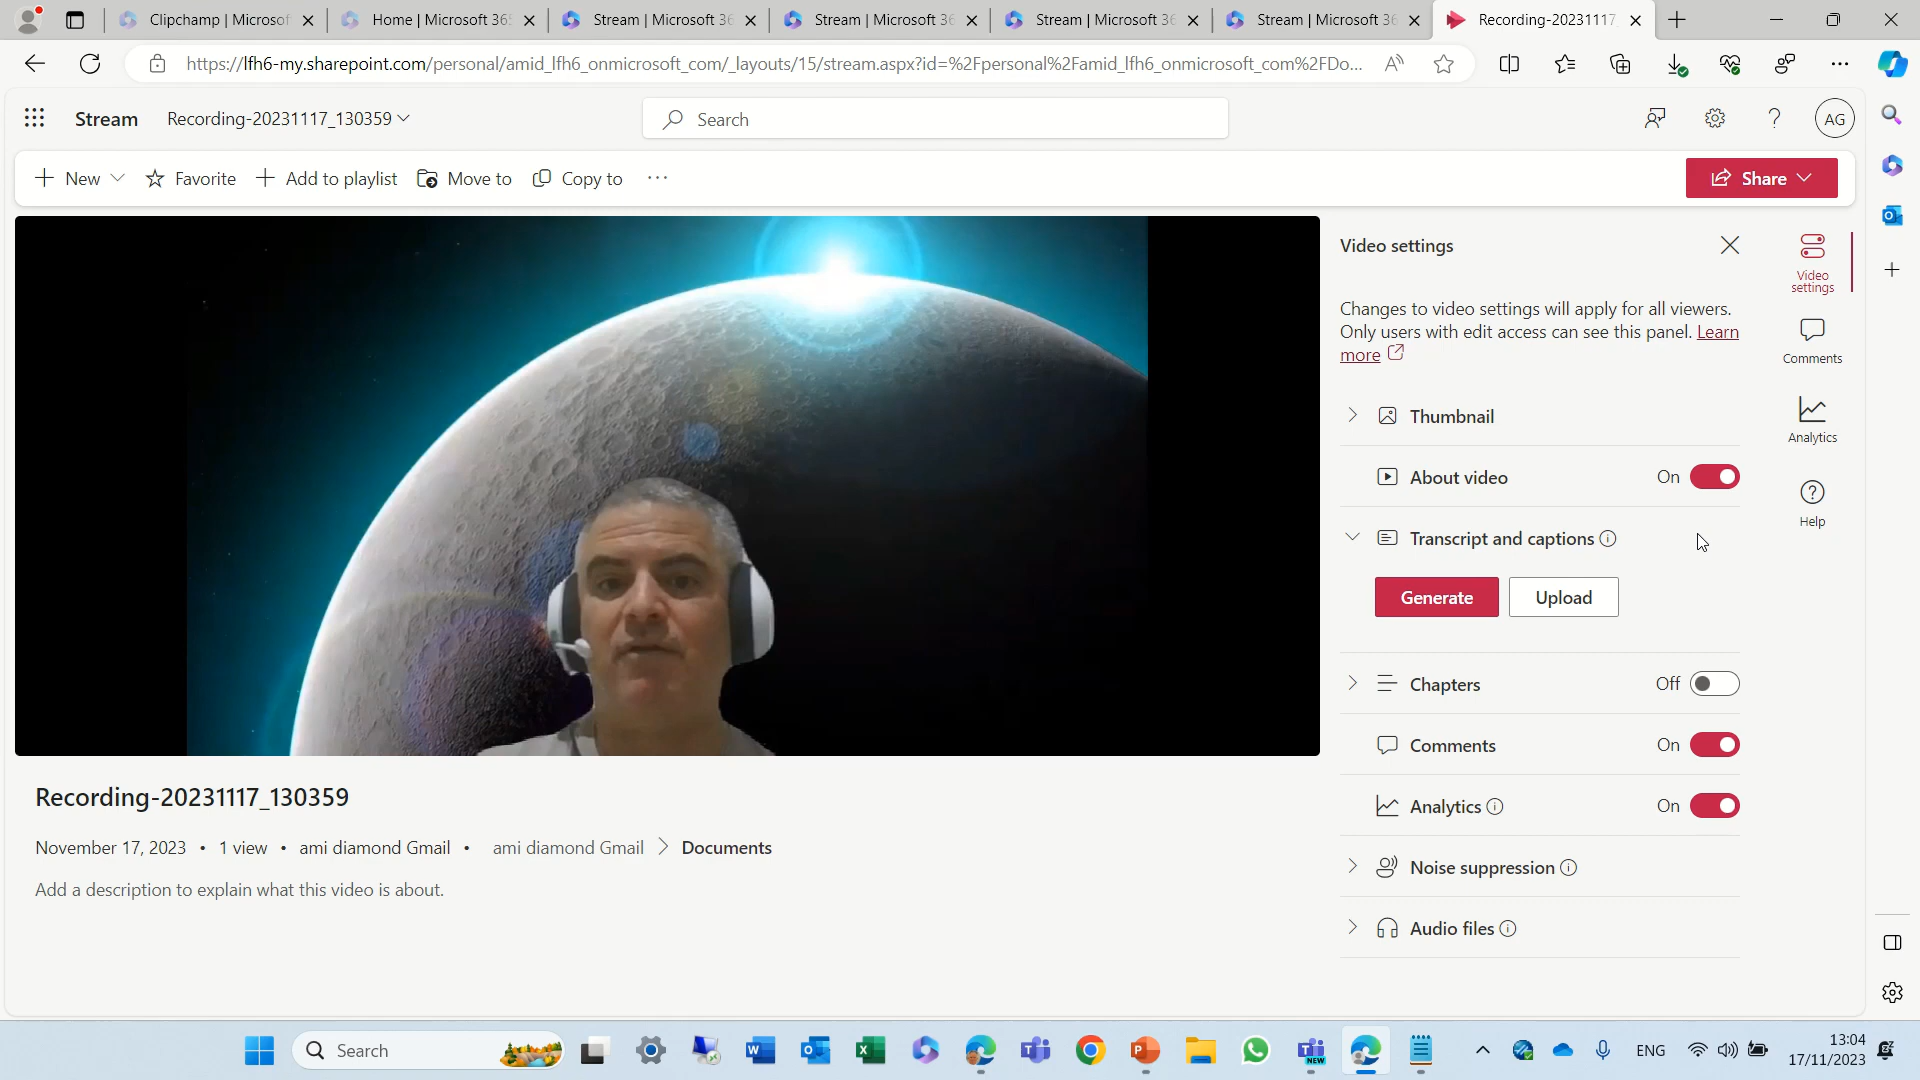 Clipchamp | Microsof
Home | Microsoft 36
Stream | Microsoft 36
Stream | Microsoft 36
Stream | Microsoft 36
Stream | Microsoft 36
Recording-20231117_
https://lfh6-my.sharepoint.com/personal/amid_lfh6_onmicrosoft_com/_layouts/15/stream.aspx?id=%2Fpersonal%2Famid_lfh6_onmicrosoft_com%2FDo...
Stream
Recording-20231117_130359
Search
AG
New
Favorite
Add to playlist
Move to
Copy to
Share
Video settings
Changes to video settings will apply for all viewers.
Only users with edit access can see this panel. Learn
more
Thumbnail
About video On
Transcript and captions
Generate
Upload
Chapters Off
Comments On
Analytics On
Noise suppression
Audio files
Video
settings
Comments
Analytics
Help
Recording-20231117_130359
November 17, 2023 • 1 view • ami diamond Gmail • ami diamond Gmail > Documents
Add a description to explain what this video is about.
Search
NEW
ENG
13:04
17/11/2023